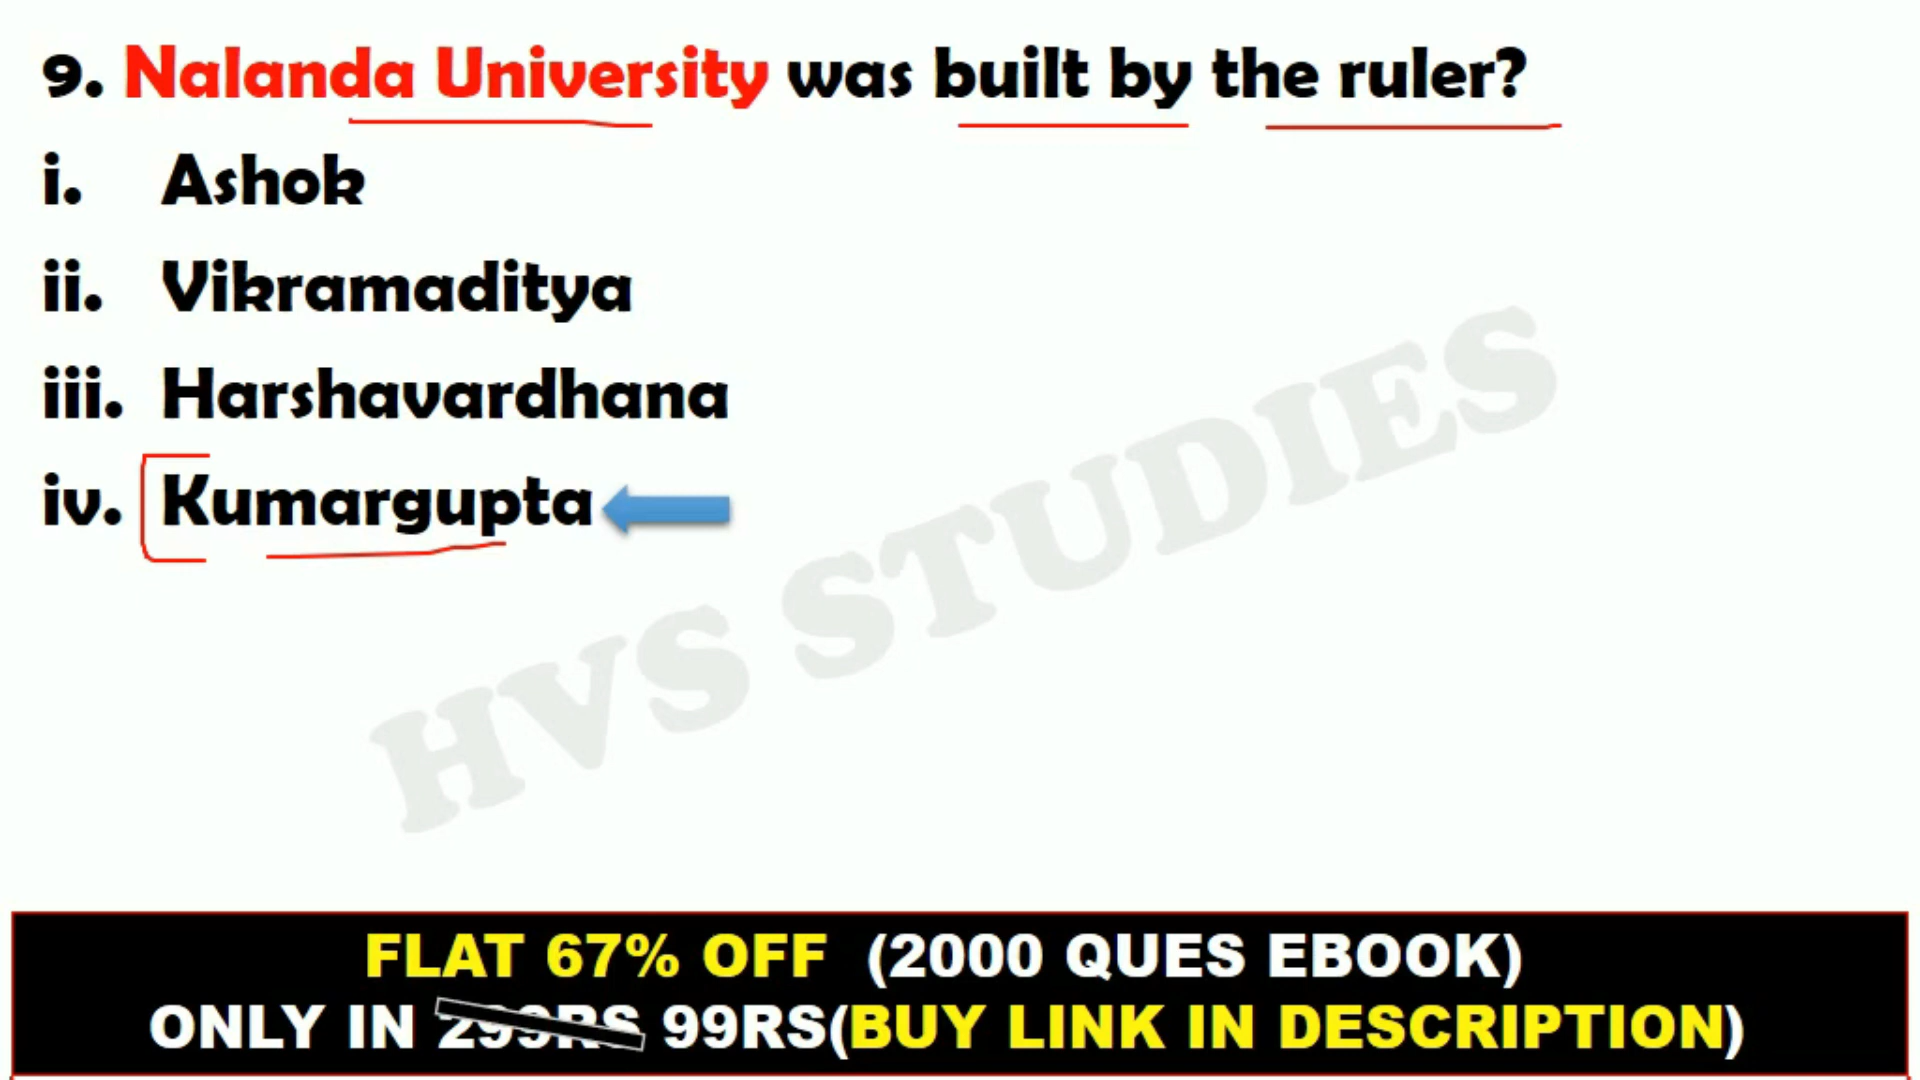 9. Nalanda University was built by the ruler?
i. Ashok
ii. Vikramaditya
iii. Harshavardhana
iv. Kumargupta
HVS STUDIES
FLAT 67% OFF (2000 QUES EBOOK)
ONLY IN 299RS 99RS(BUY LINK IN DESCRIPTION)